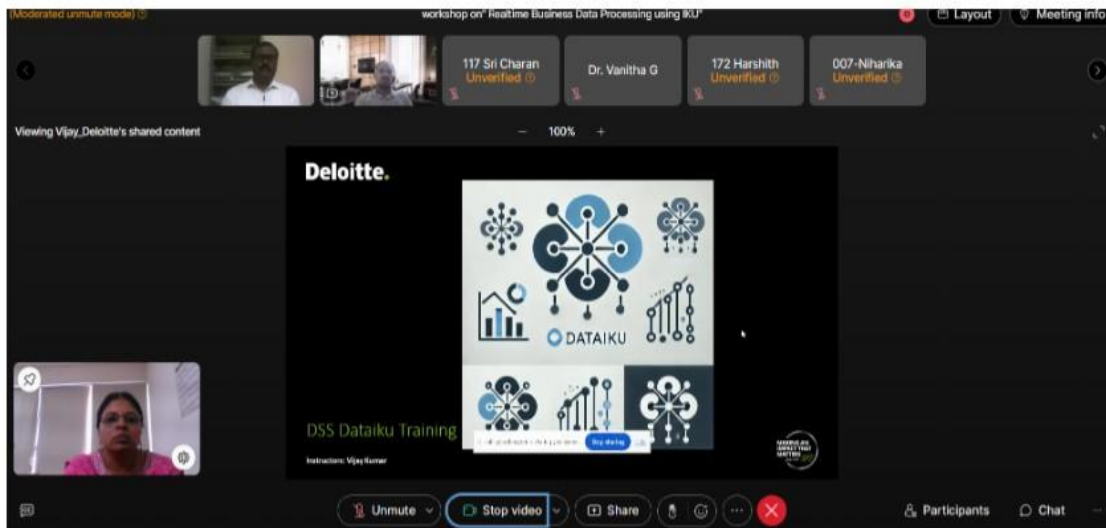 (Moderated unmute mode)
workshop on" Realtime Business Data Processing using IKU"
Layout
Meeting info
117 Sri Charan
Unverified
Dr. Vanitha G
172 Harshith
Unverified
007-Niharika
Unverified
Viewing Vijay_Deloitte's shared content
− 100% +
Deloitte.
DATAIKU
DSS Dataiku Training
Stop sharing
Instructors: Vijay Kumar
Unmute
Stop video
Share
Participants
Chat